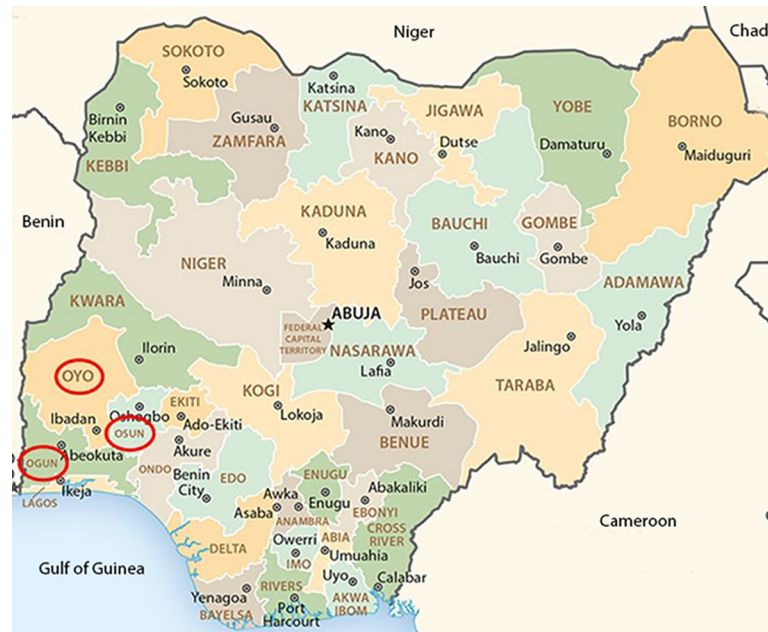 Niger
Chad
SOKOTO
Sokoto
Katsina
KATSINA
JIGAWA
YOBE
BORNO
Birnin
Kebbi
Gusau
ZAMFARA
Kano
KANO
Dutse
Damaturu
Maiduguri
KEBBI
Benin
KADUNA
Kaduna
BAUCHI
Bauchi
GOMBE
Gombe
NIGER
Minna
Jos
ADAMAWA
KWARA
ABUJA
PLATEAU
Yola
FEDERAL
CAPITAL
TERRITORY
NASARAWA
Lafia
Jalingo
TARABA
Ilorin
OYO
KOGI
Lokoja
EKITI
Ado-Ekiti
Oshogbo
Ibadan
OSUN
Makurdi
BENUE
Abeokuta
OGUN
Akure
ONDO
EDO
Benin
City
Ikeja
LAGOS
ENUGU
Enugu
Abakaliki
EBONYI
Awka
ANAMBRA
Asaba
CROSS
RIVER
Cameroon
DELTA
Owerri
IMO
ABIA
Umuahia
Gulf of Guinea
Uyo
Calabar
Yenagoa
BAYELSA
RIVERS
Port
Harcourt
AKWA
IBOM